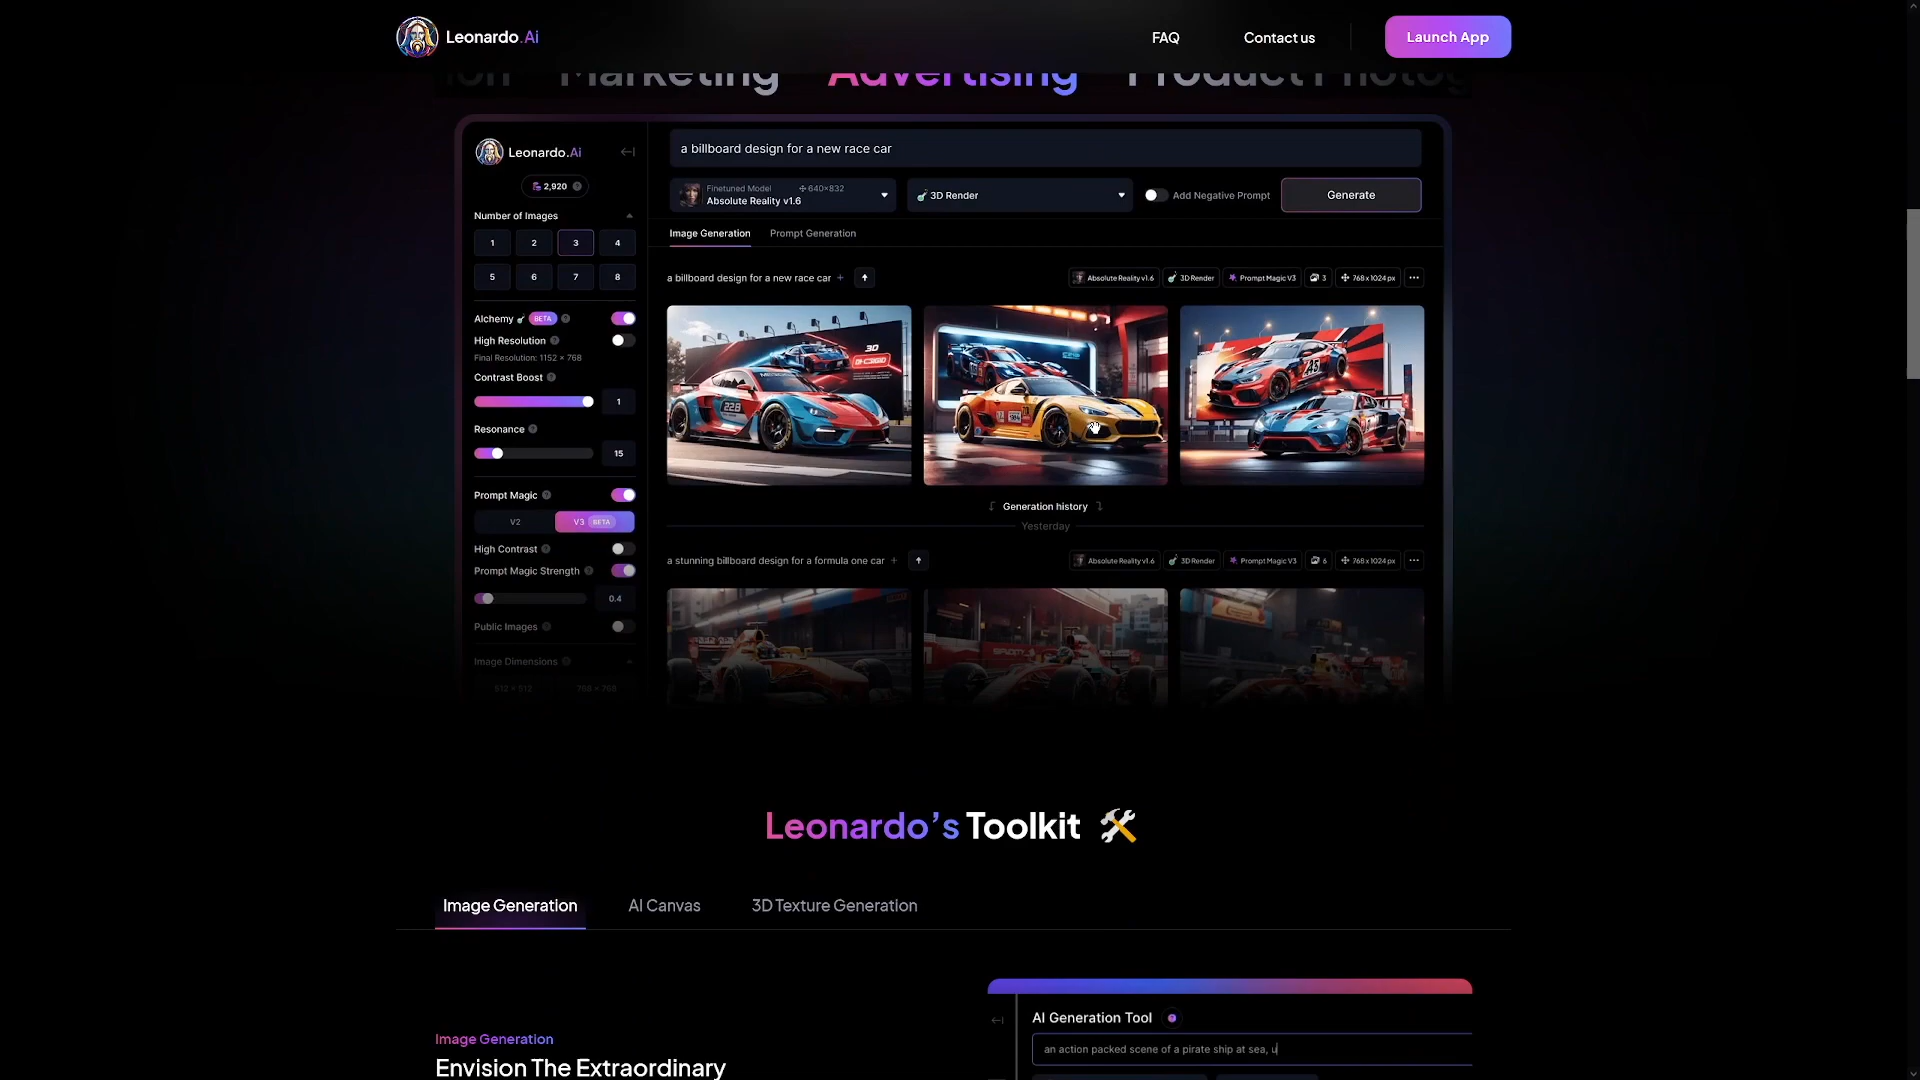 Leonardo.Ai
FAQ
Contact us
Launch App
Marketing
Advertising
Leonardo.Ai
2,920
Number of Images
1 2 3 4
5 6 7 8
Alchemy BETA
High Resolution
Final Resolution: 1152 × 768
Contrast Boost
1
Resonance
15
Prompt Magic
V2 V3 BETA
High Contrast
Prompt Magic Strength
0.4
Public Images
Image Dimensions
512 × 512 768 × 768
a billboard design for a new race car
Finetuned Model 640×832
Absolute Reality v1.6
3D Render
Add Negative Prompt
Generate
Image Generation Prompt Generation
a billboard design for a new race car
Absolute Reality v1.6 3D Render Prompt Magic V3 3 768 x 1024 px
228
3D
45
Generation history
Yesterday
a stunning billboard design for a formula one car
Absolute Reality v1.6 3D Render Prompt Magic V3 6 768 x 1024 px
Leonardo’s Toolkit
Image Generation AI Canvas 3D Texture Generation
Image Generation
Envision The Extraordinary
AI Generation Tool
an action packed scene of a pirate ship at sea, u